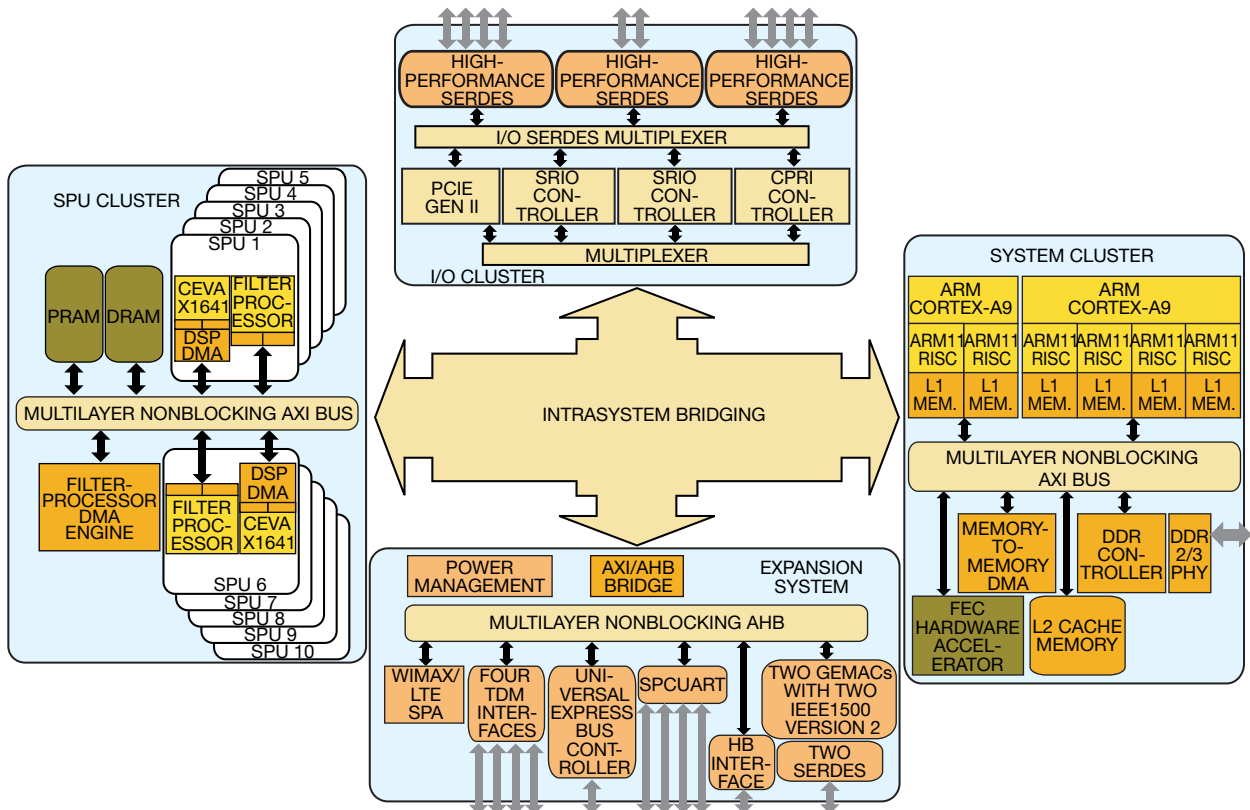 HIGH-
PERFORMANCE
SERDES
HIGH-
PERFORMANCE
SERDES
HIGH-
PERFORMANCE
SERDES
I/O SERDES MULTIPLEXER
PCIE
GEN II
SRIO
CON-
TROLLER
SRIO
CON-
TROLLER
CPRI
CON-
TROLLER
MULTIPLEXER
I/O CLUSTER
SPU CLUSTER
SPU 5
SPU 4
SPU 3
SPU 2
SPU 1
PRAM
DRAM
CEVA
X1641
DSP
DMA
FILTER
PROC-
ESSOR
MULTILAYER NONBLOCKING AXI BUS
FILTER-
PROCESSOR
DMA
ENGINE
FILTER
PROC-
ESSOR
DSP
DMA
CEVA
X1641
SPU 6
SPU 7
SPU 8
SPU 9
SPU 10
INTRASYSTEM BRIDGING
SYSTEM CLUSTER
ARM
CORTEX-A9
ARM
CORTEX-A9
ARM11
RISC
ARM11
RISC
ARM11
RISC
ARM11
RISC
ARM11
RISC
ARM11
RISC
L1
MEM.
L1
MEM.
L1
MEM.
L1
MEM.
L1
MEM.
L1
MEM.
MULTILAYER NONBLOCKING
AXI BUS
MEMORY-
TO-
MEMORY
DMA
DDR
CON-
TROLLER
DDR
2/3
PHY
FEC
HARDWARE
ACCEL-
ERATOR
L2 CACHE
MEMORY
POWER
MANAGEMENT
AXI/AHB
BRIDGE
EXPANSION
SYSTEM
MULTILAYER NONBLOCKING AHB
WIMAX/
LTE
SPA
FOUR
TDM
INTER-
FACES
UNI-
VERSAL
EXPRESS
BUS
CONT-
ROLLER
SPCUART
HB
INTER-
FACE
TWO GEMACs
WITH TWO
IEEE1500
VERSION 2
TWO
SERDES